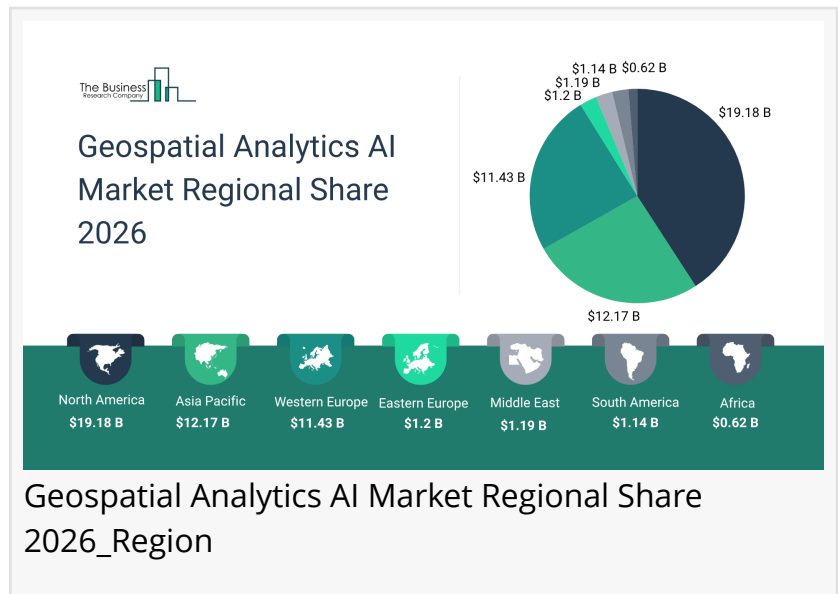 The Business
Research Company
Geospatial Analytics AI
Market Regional Share
2026
$1.14 B
$0.62 B
$1.19 B
$1.2 B
$19.18 B
$11.43 B
$12.17 B
North America
$19.18 B
Asia Pacific
$12.17 B
Western Europe
$11.43 B
Eastern Europe
$1.2 B
Middle East
$1.19 B
South America
$1.14 B
Africa
$0.62 B
Geospatial Analytics AI Market Regional Share
2026_Region